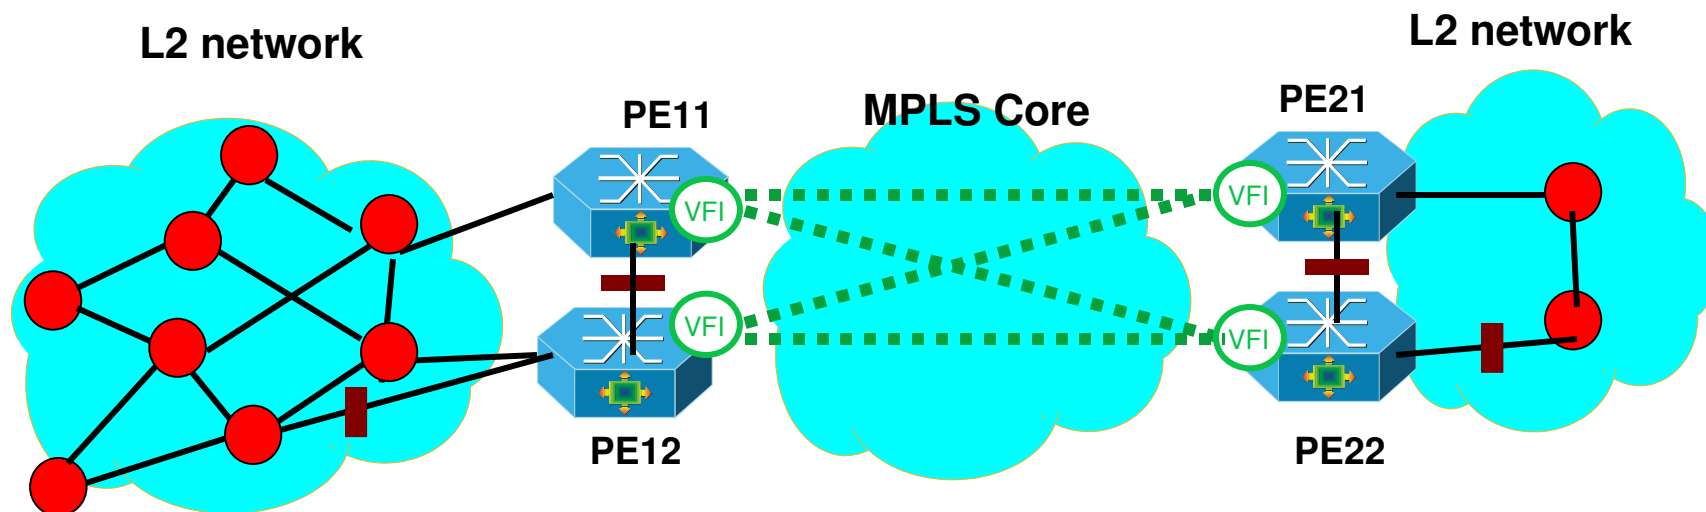 L2 network
L2 network
PE11
MPLS Core
PE21
VFI
VFI
VFI
VFI
PE12
PE22